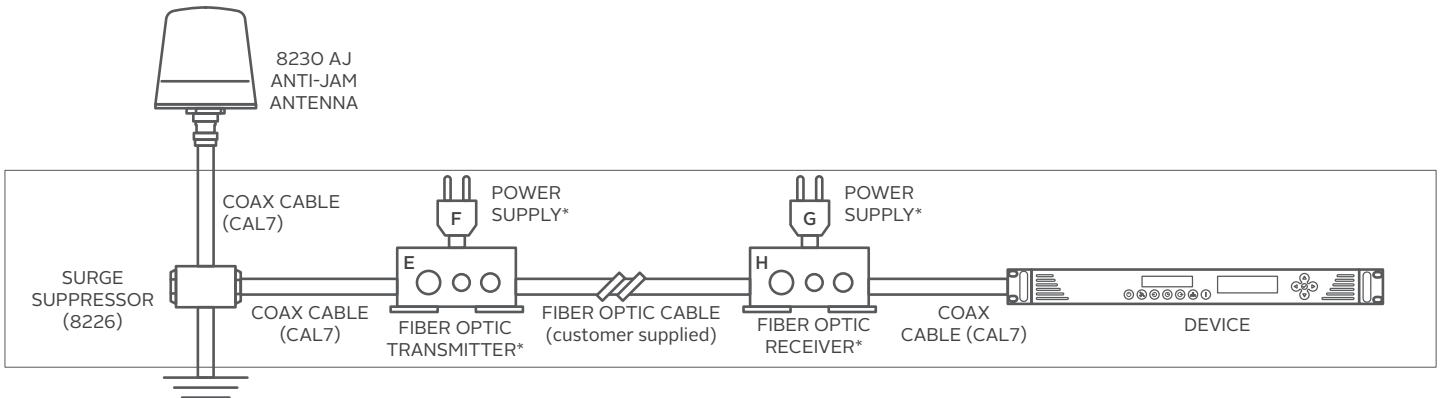 8230 AJ
ANTI-JAM
ANTENNA
COAX CABLE
(CAL7)
F
POWER
SUPPLY*
G
POWER
SUPPLY*
SURGE
SUPPRESSOR
(8226)
COAX CABLE
(CAL7)
E
FIBER OPTIC
TRANSMITTER*
FIBER OPTIC CABLE
(customer supplied)
H
FIBER OPTIC
RECEIVER*
COAX
CABLE (CAL7)
DEVICE